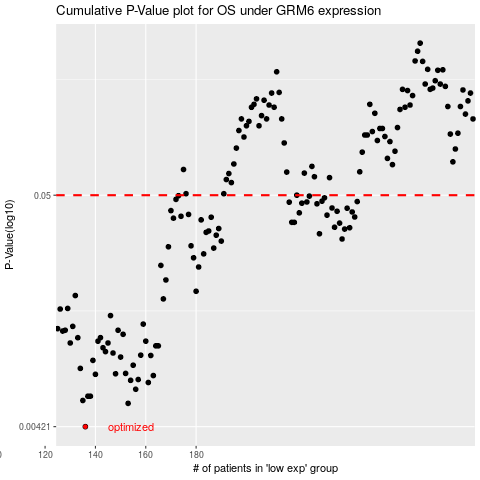 Cumulative P-Value plot for OS under GRM6 expression
P-Value(log10)
0.05
0.00421
optimized
0
120
140
160
180
# of patients in 'low exp' group